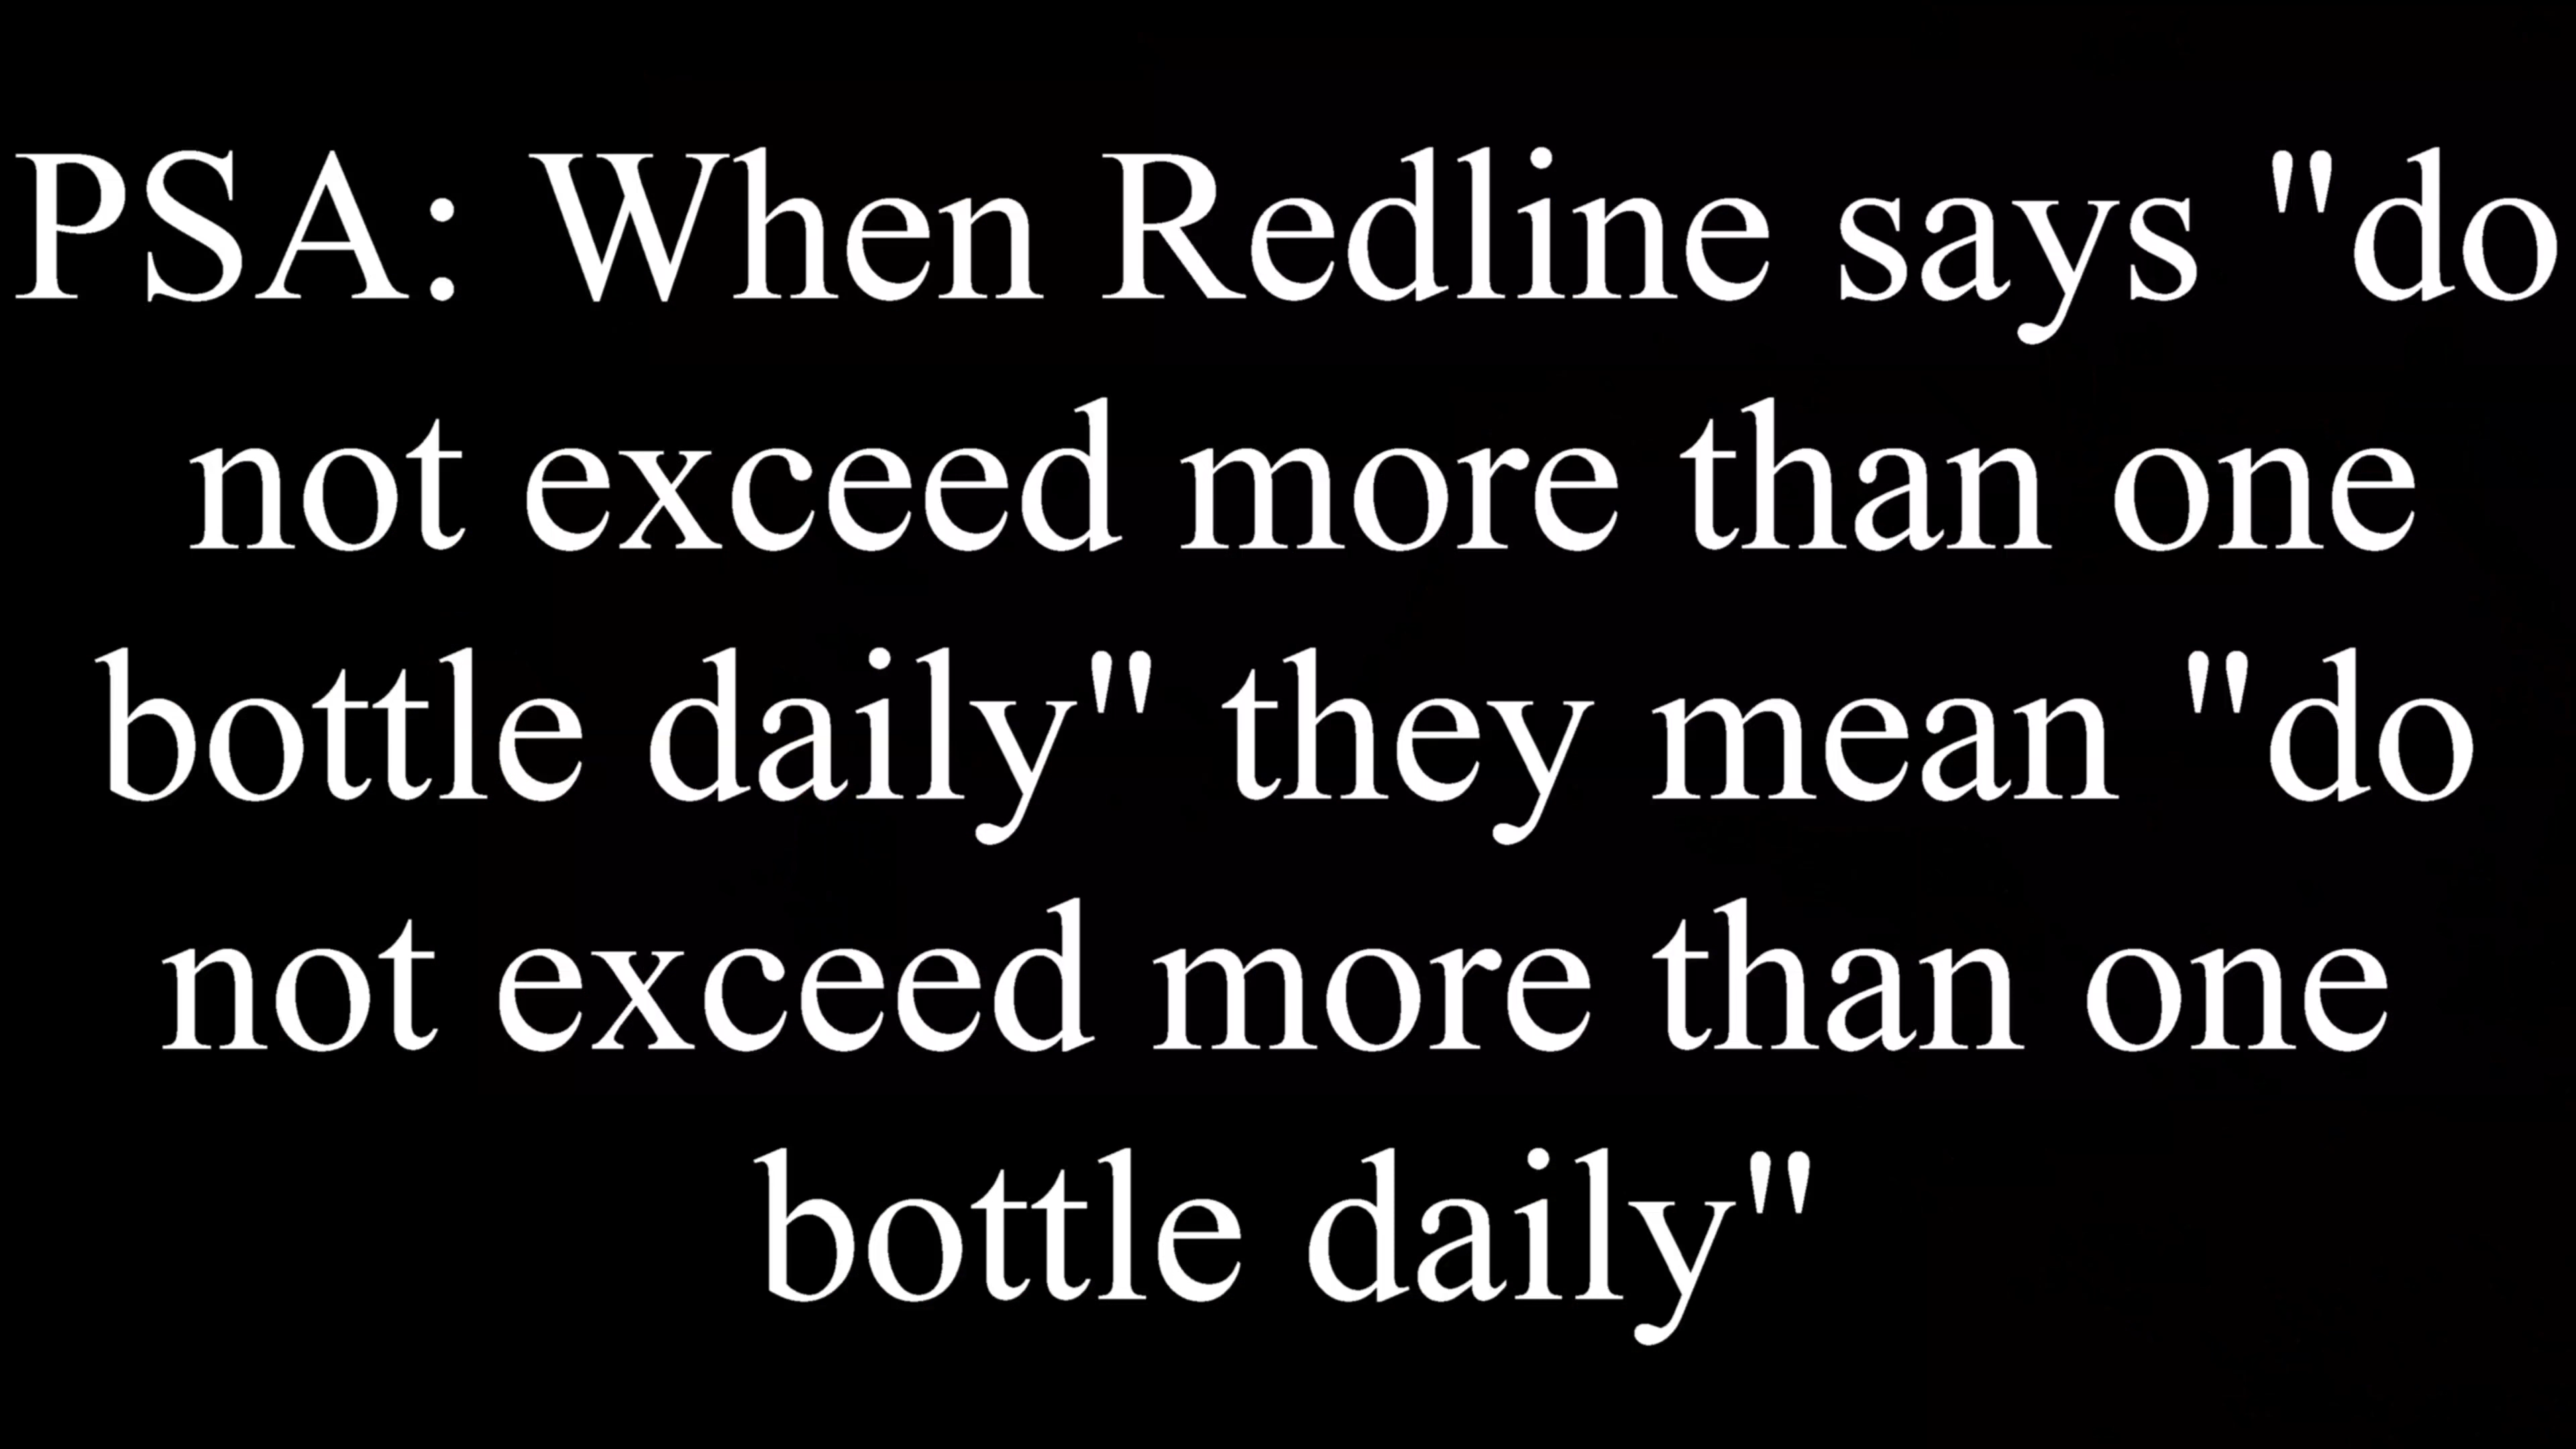 PSA: When Redline says "do
not exceed more than one
bottle daily" they mean "do
not exceed more than one
bottle daily"